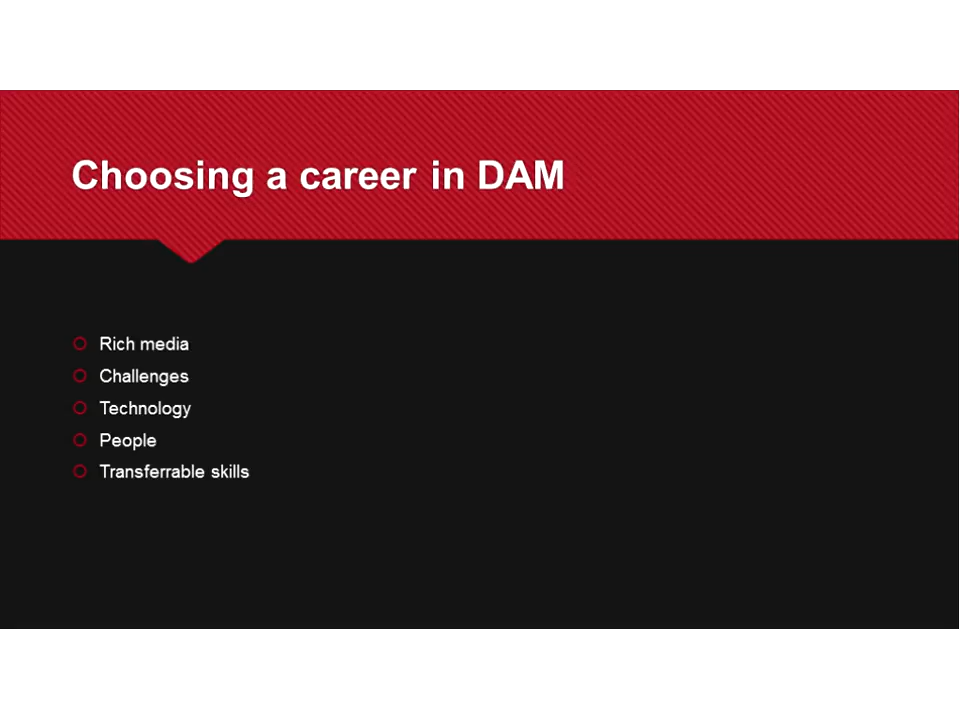 Choosing a career in DAM
Rich media
Challenges
Technology
People
Transferrable skills